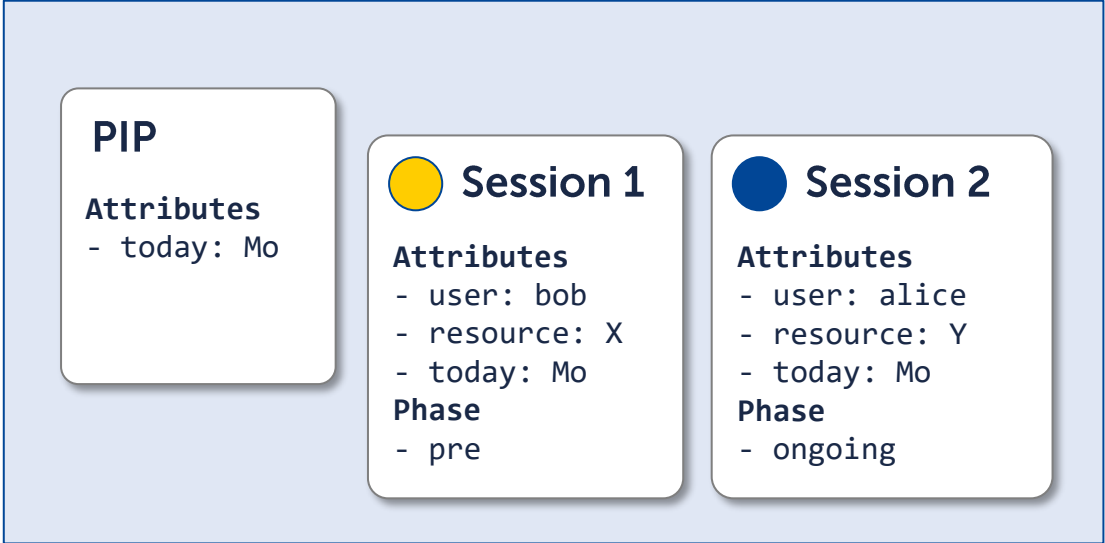 PIP
Attributes
- today: Mo
Session 1
Attributes
- user: bob
- resource: X
- today: Mo
Phase
- pre
Session 2
Attributes
- user: alice
- resource: Y
- today: Mo
Phase
- ongoing